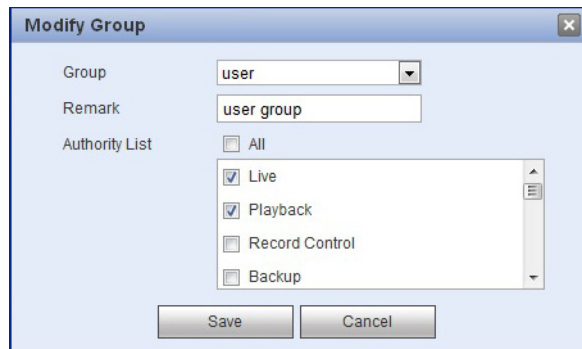 Modify Group
Group user
Remark user group
Authority List All
Live
Playback
Record Control
Backup
Save Cancel